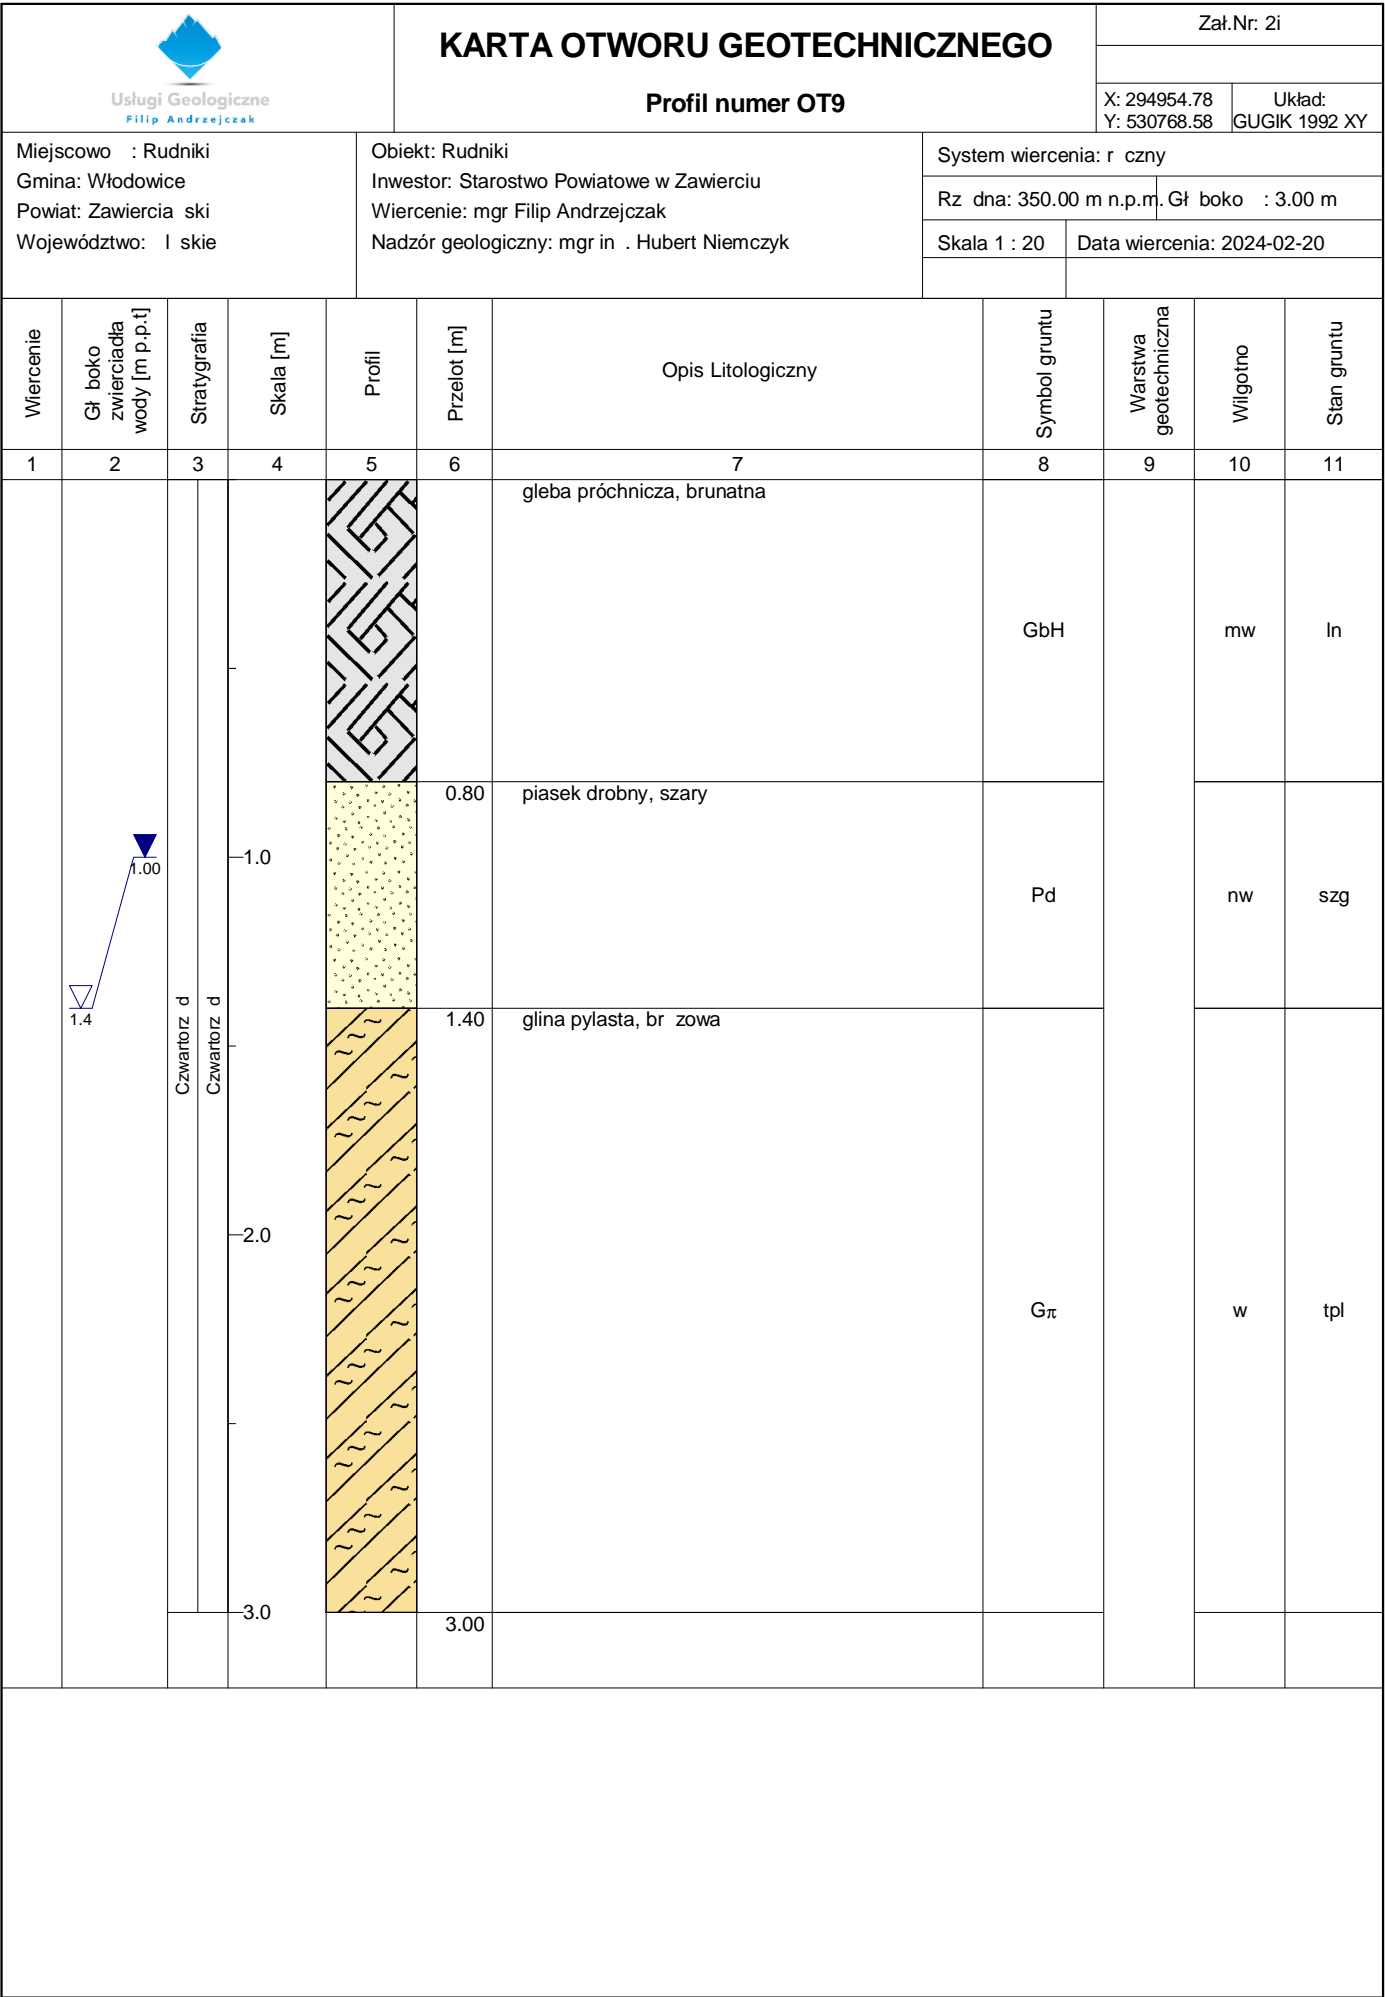 Usługi Geologiczne
Filip Andrzejczak
KARTA OTWORU GEOTECHNICZNEGO
Profil numer OT9
Zał.Nr: 2i
X: 294954.78
Y: 530768.58
Układ:
GUGIK 1992 XY
Miejscowo : Rudniki
Gmina: Włodowice
Powiat: Zawiercia ski
Województwo: l skie
Obiekt: Rudniki
Inwestor: Starostwo Powiatowe w Zawierciu
Wiercenie: mgr Filip Andrzejczak
Nadzór geologiczny: mgr in . Hubert Niemczyk
System wiercenia: r czny
Rz dna: 350.00 m n.p.m. Gł boko : 3.00 m
Skala 1 : 20 Data wiercenia: 2024-02-20
Wiercenie
Gł boko
zwierciadła
wody [m p.p.t]
Stratygrafia
Skala [m]
Profil
Przelot [m]
Opis Litologiczny
Symbol gruntu
Warstwa
geotechniczna
Wilgotno
Stan gruntu
1 2 3 4 5 6 7 8 9 10 11
gleba próchnicza, brunatna
GbH mw ln
0.80 piasek drobny, szary
1.00
1.0
Pd nw szg
1.4
Czwartorz d
Czwartorz d
1.40 glina pylasta, br zowa
2.0
Gπ w tpl
3.0
3.00